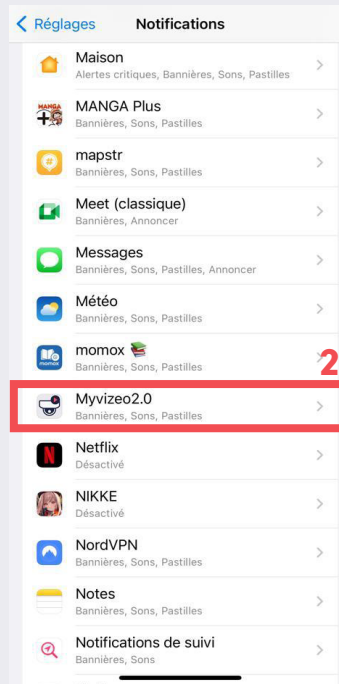 Réglages Notifications
Maison
Alertes critiques, Bannières, Sons, Pastilles
MANGA
MANGA Plus
Bannières, Sons, Pastilles
mapstr
Bannières, Sons, Pastilles
Meet (classique)
Bannières, Annoncer
Messages
Bannières, Sons, Pastilles, Annoncer
Météo
Bannières, Sons, Pastilles
momox
momox
Bannières, Sons, Pastilles
2
Myvizeo2.0
Bannières, Sons, Pastilles
N
Netflix
Désactivé
NIKKE
Désactivé
NordVPN
Bannières, Sons, Pastilles
Notes
Bannières, Sons, Pastilles
Notifications de suivi
Bannières, Sons